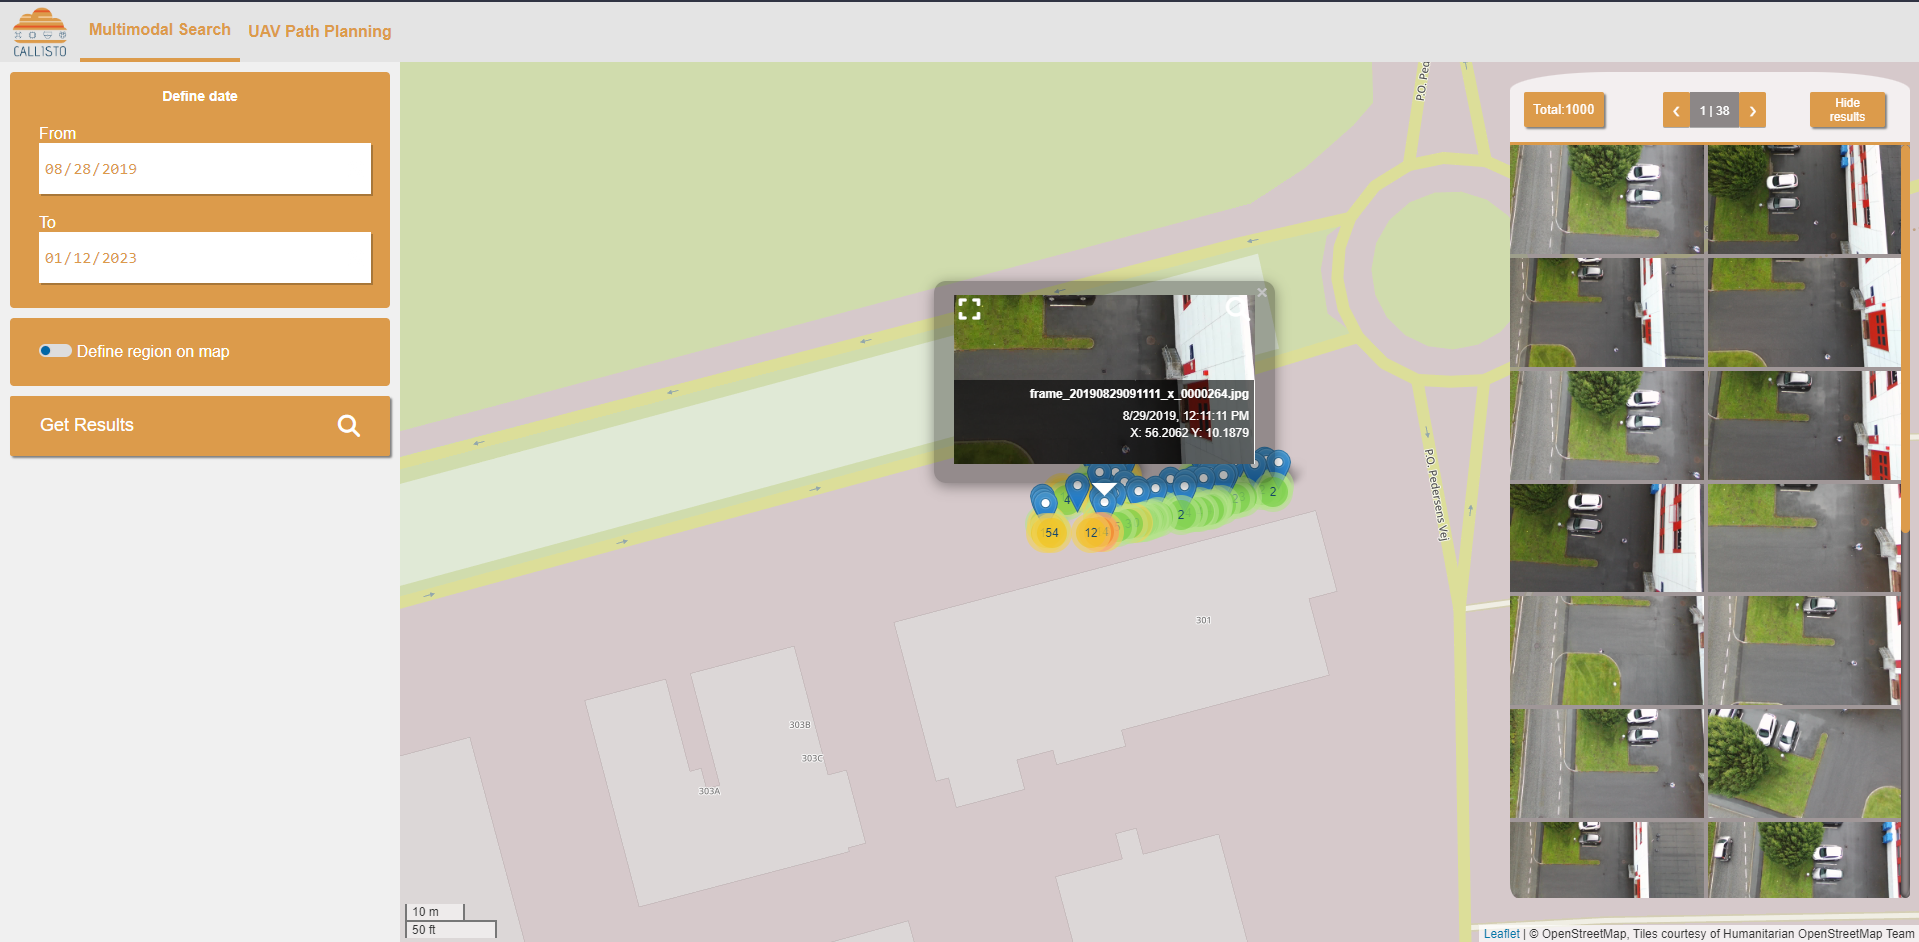 CALLISTO
Multimodal Search
UAV Path Planning
Define date
From
08/28/2019
To
01/12/2023
Define region on map
Get Results
P.O. Ped
×
frame_20190829091111_x_0000264.jpg
8/29/2019, 12:11:11 PM
X: 56.2062 Y: 10.1879
4
2
2
2
54
12
3
P.O. Pedersens Vej
301
303B
303C
303A
Total:1000
‹ 1 | 38 ›
Hide
results
10 m
50 ft
Leaflet | © OpenStreetMap, Tiles courtesy of Humanitarian OpenStreetMap Team